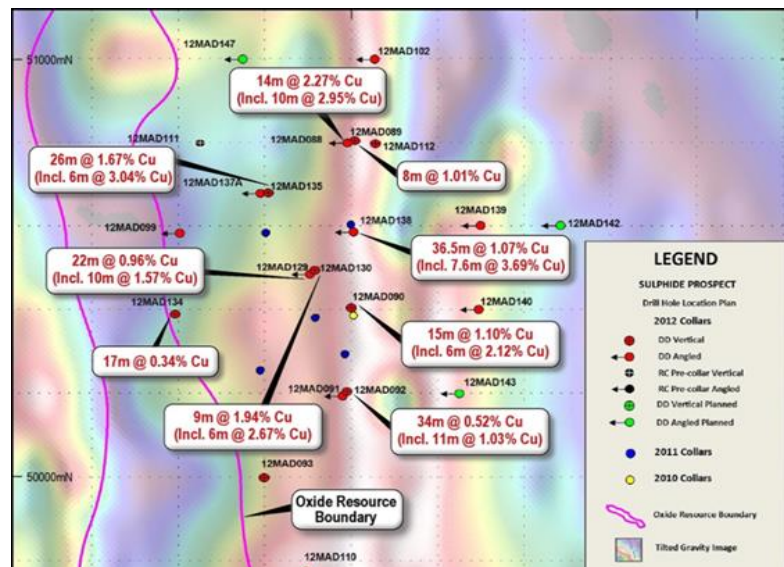 12MAD147
12MAD102
51000mN
14m @ 2.27% Cu
(Incl. 10m @ 2.95% Cu)
12MAD111
12MAD088
12MAD089
12MAD112
26m @ 1.67% Cu
(Incl. 6m @ 3.04% Cu)
8m @ 1.01% Cu
12MAD137A
12MAD135
12MAD099
12MAD138
12MAD139
12MAD142
22m @ 0.96% Cu
(Incl. 10m @ 1.57% Cu)
36.5m @ 1.07% Cu
(Incl. 7.6m @ 3.69% Cu)
12MAD129
12MAD130
12MAD134
12MAD090
12MAD140
17m @ 0.34% Cu
15m @ 1.10% Cu
(Incl. 6m @ 2.12% Cu)
12MAD091
12MAD092
12MAD143
9m @ 1.94% Cu
(Incl. 6m @ 2.67% Cu)
34m @ 0.52% Cu
(Incl. 11m @ 1.03% Cu)
12MAD093
50000mN
Oxide Resource
Boundary
12MAD110
LEGEND
SULPHIDE PROSPECT
Drill Hole Location Plan
2012 Collars
DD Vertical
DD Angled
RC Pre-collar Vertical
RC Pre-collar Angled
DD Vertical Planned
DD Angled Planned
2011 Collars
2010 Collars
Oxide Resource Boundary
Tilted Gravity Image